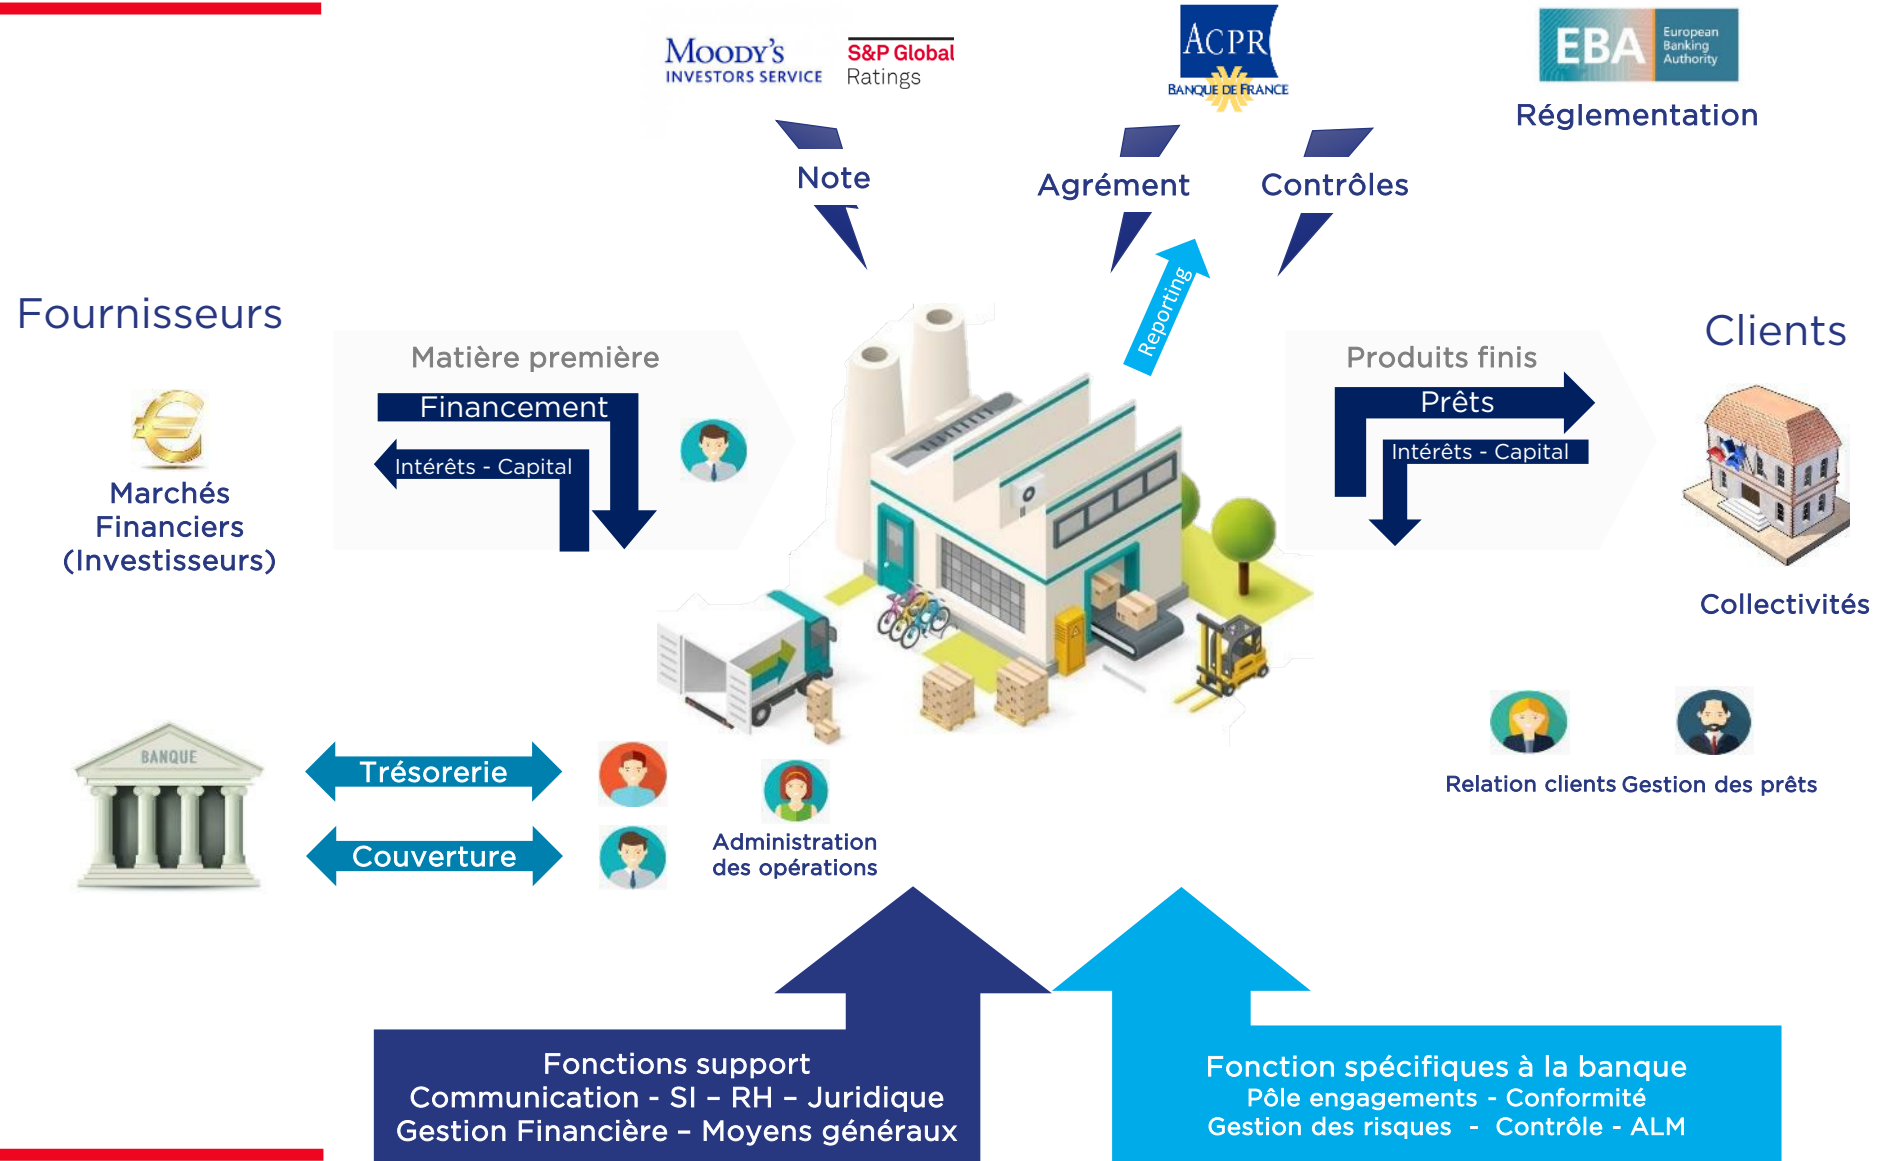 MOODY'S
INVESTORS SERVICE
S&P Global
Ratings
ACPR
BANQUE DE FRANCE
EBA
European
Banking
Authority
Réglementation
Note
Agrément
Contrôles
Reporting
Fournisseurs
Clients
Matière première
Financement
Intérêts - Capital
Produits finis
Prêts
Intérêts - Capital
Marchés
Financiers
(Investisseurs)
Collectivités
BANQUE
Trésorerie
Couverture
Administration
des opérations
Relation clients
Gestion des prêts
Fonctions support
Communication - SI – RH – Juridique
Gestion Financière – Moyens généraux
Fonction spécifiques à la banque
Pôle engagements - Conformité
Gestion des risques - Contrôle - ALM